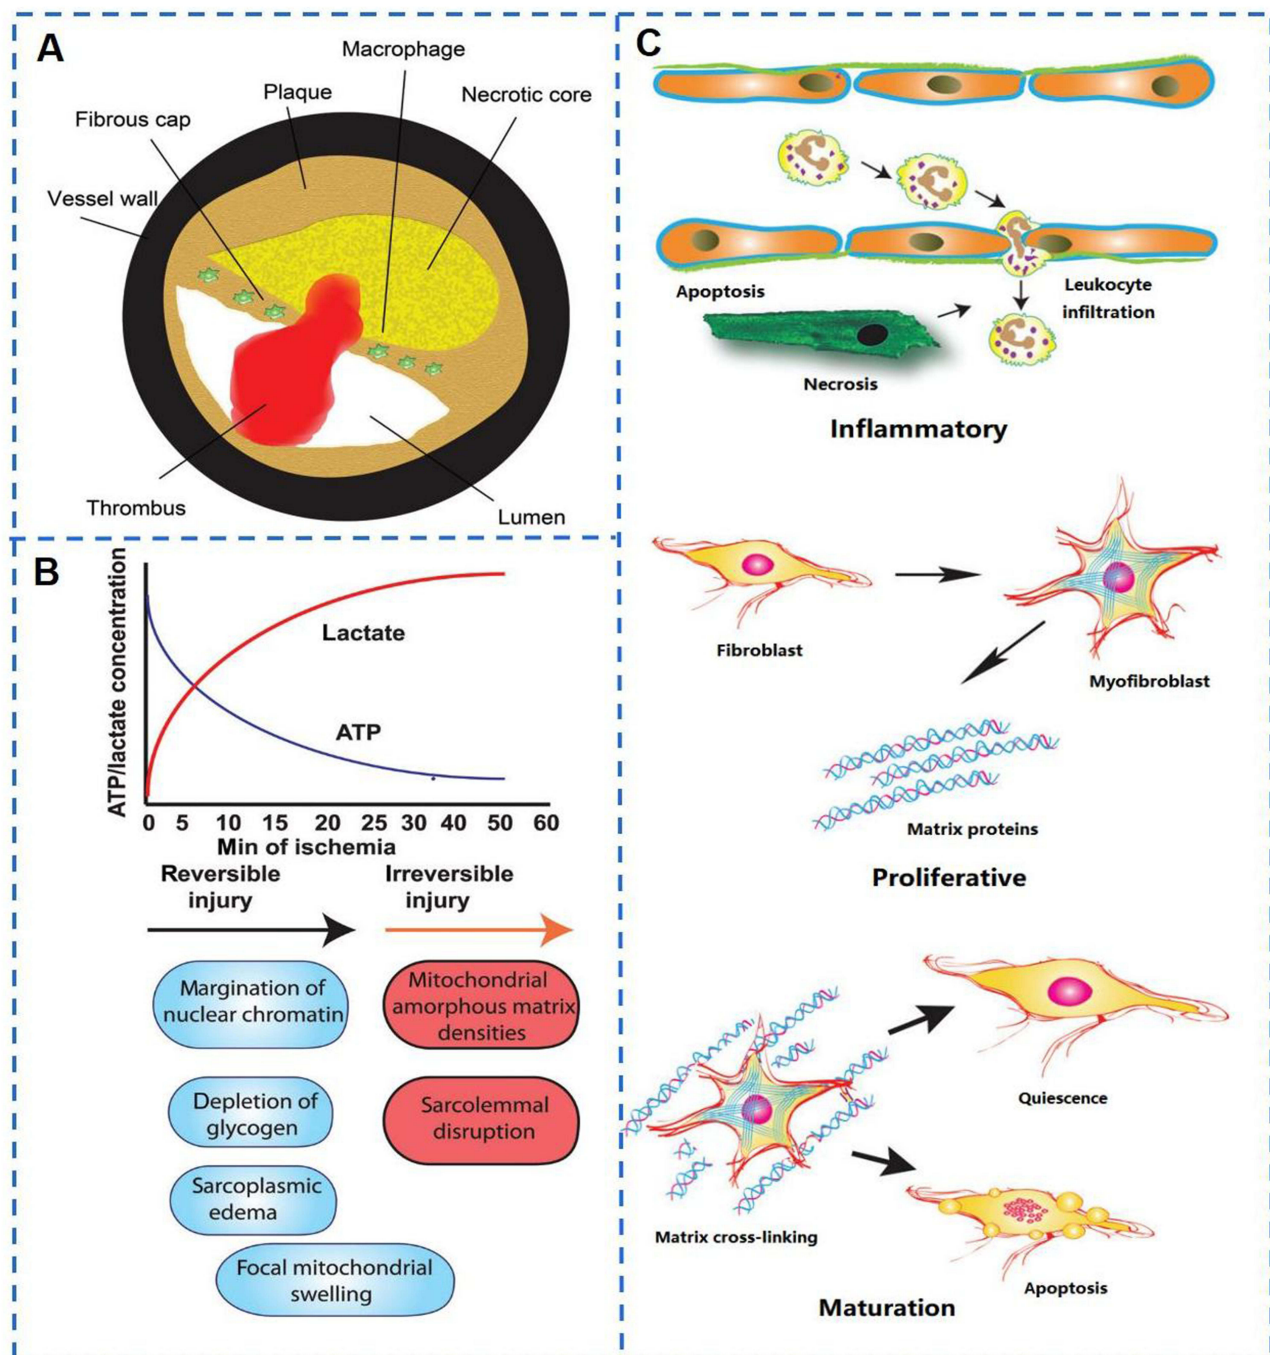 A
Macrophage
Plaque
Necrotic core
Fibrous cap
Vessel wall
Thrombus
Lumen
B
ATP/lactate concentration
Lactate
ATP
0 5 10 15 20 25 30 40 50 60
Min of ischemia
Reversible
injury
Irreversible
injury
Margination of
nuclear chromatin
Mitochondrial
amorphous matrix
densities
Depletion of
glycogen
Sarcolemmal
disruption
Sarcoplasmic
edema
Focal mitochondrial
swelling
C
Apoptosis
Leukocyte
infiltration
Necrosis
Inflammatory
Fibroblast
Myofibroblast
Matrix proteins
Proliferative
Quiescence
Matrix cross-linking
Apoptosis
Maturation